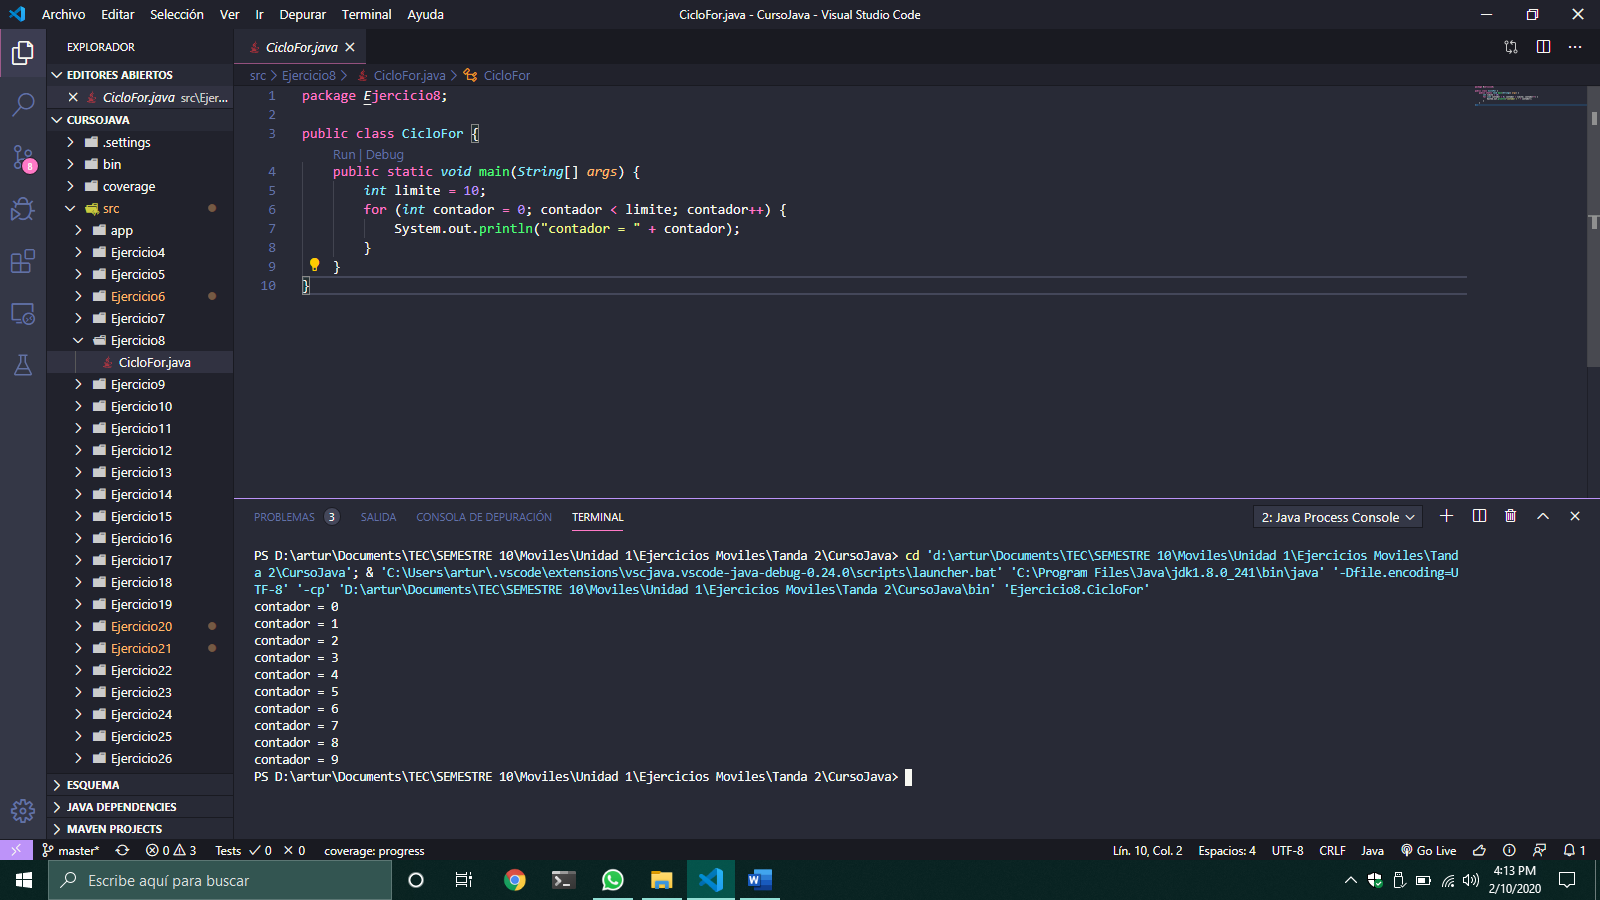 Archivo Editar Selección Ver Ir Depurar Terminal Ayuda
CicloFor.java - CursoJava - Visual Studio Code
EXPLORADOR
EDITORES ABIERTOS
CicloFor.java src\Ejer...
CURSOJAVA
.settings
bin
coverage
src
app
Ejercicio4
Ejercicio5
Ejercicio6
Ejercicio7
Ejercicio8
CicloFor.java
Ejercicio9
Ejercicio10
Ejercicio11
Ejercicio12
Ejercicio13
Ejercicio14
Ejercicio15
Ejercicio16
Ejercicio17
Ejercicio18
Ejercicio19
Ejercicio20
Ejercicio21
Ejercicio22
Ejercicio23
Ejercicio24
Ejercicio25
Ejercicio26
ESQUEMA
JAVA DEPENDENCIES
MAVEN PROJECTS
8
CicloFor.java
src > Ejercicio8 > CicloFor.java > CicloFor
1 package Ejercicio8;
2
3 public class CicloFor {
Run | Debug
4 public static void main(String[] args) {
5 int limite = 10;
6 for (int contador = 0; contador < limite; contador++) {
7 System.out.println("contador = " + contador);
8 }
9 }
10 }
PROBLEMAS 3 SALIDA CONSOLA DE DEPURACIÓN TERMINAL
2: Java Process Console
PS D:\artur\Documents\TEC\SEMESTRE 10\Moviles\Unidad 1\Ejercicios Moviles\Tanda 2\CursoJava> cd 'd:\artur\Documents\TEC\SEMESTRE 10\Moviles\Unidad 1\Ejercicios Moviles\Tand
a 2\CursoJava'; & 'C:\Users\artur\.vscode\extensions\vscjava.vscode-java-debug-0.24.0\scripts\launcher.bat' 'C:\Program Files\Java\jdk1.8.0_241\bin\java' '-Dfile.encoding=U
TF-8' '-cp' 'D:\artur\Documents\TEC\SEMESTRE 10\Moviles\Unidad 1\Ejercicios Moviles\Tanda 2\CursoJava\bin' 'Ejercicio8.CicloFor'
contador = 0
contador = 1
contador = 2
contador = 3
contador = 4
contador = 5
contador = 6
contador = 7
contador = 8
contador = 9
PS D:\artur\Documents\TEC\SEMESTRE 10\Moviles\Unidad 1\Ejercicios Moviles\Tanda 2\CursoJava>
master* 0 3 Tests 0 0 coverage: progress
Lín. 10, Col. 2 Espacios: 4 UTF-8 CRLF Java Go Live 1
Escribe aquí para buscar
4:13 PM
2/10/2020